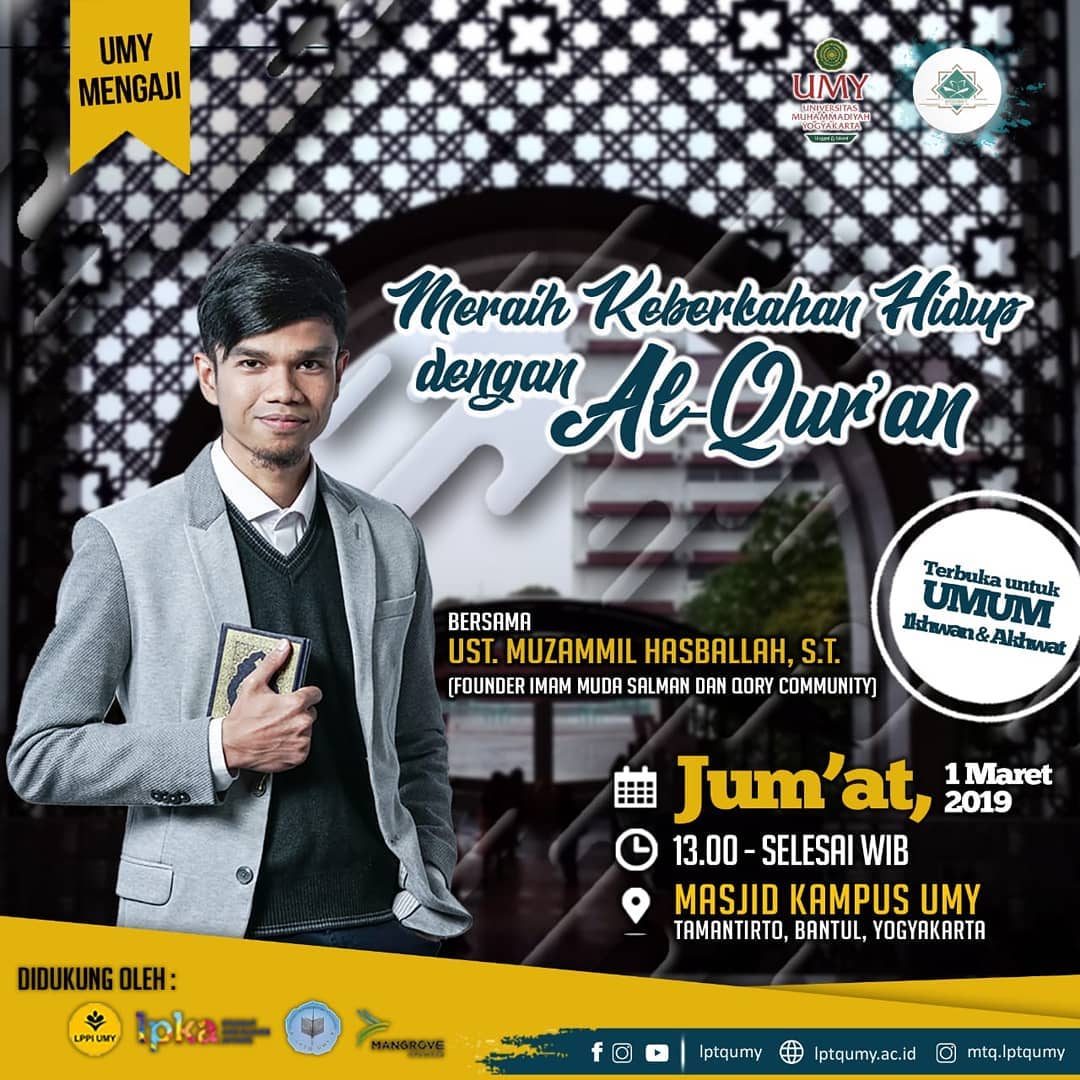 UMY
MENGAJI
UMY
UNIVERSITAS
MUHAMMADIYAH
YOGYAKARTA
Unggul & Islami
Meraih Keberkahan Hidup
dengan Al-Qur'an
Terbuka untuk
UMUM
Ikhwan & Akhwat
BERSAMA
UST. MUZAMMIL HASBALLAH, S.T.
(FOUNDER IMAM MUDA SALMAN DAN QORY COMMUNITY)
Jum'at, 1 Maret
2019
13.00 - SELESAI WIB
MASJID KAMPUS UMY
TAMANTIRTO, BANTUL, YOGYAKARTA
DIDUKUNG OLEH :
LPPI UMY
lpka
MANGROVE
lptqumy
lptqumy.ac.id
mtq.lptqumy